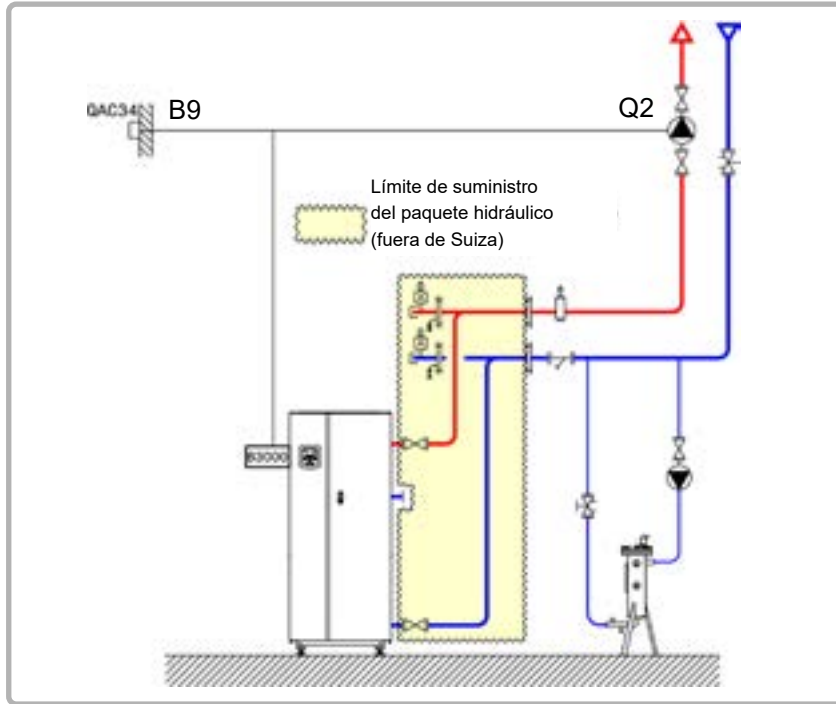 QAC34 B9 Q2
Límite de suministro
del paquete hidráulico
(fuera de Suiza)
B3000